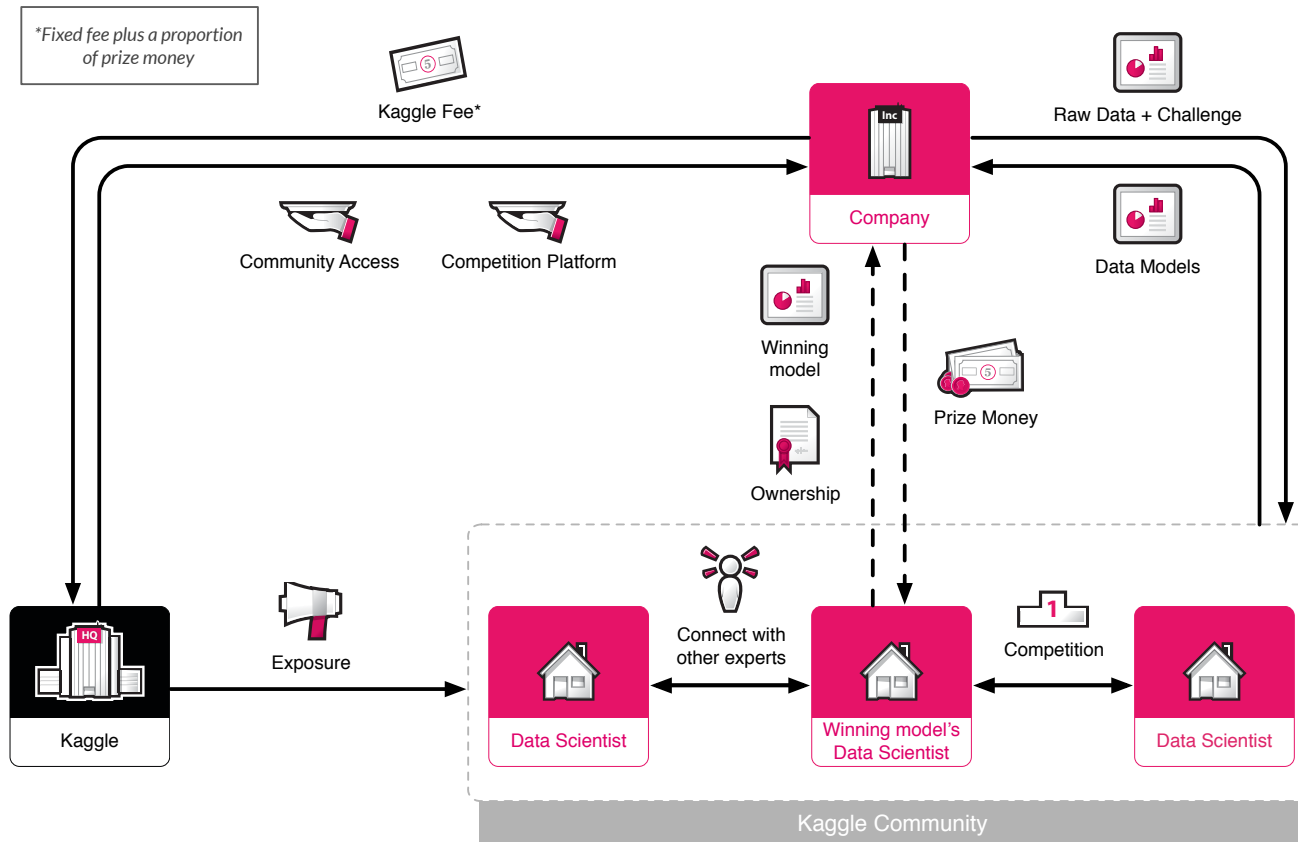 *Fixed fee plus a proportion
of prize money
5
Kaggle Fee*
Inc
Company
Raw Data + Challenge
Community Access
Competition Platform
Data Models
Winning
model
5
Prize Money
Ownership
HQ
Kaggle
Exposure
Connect with
other experts
1
Competition
Data Scientist
Winning model's
Data Scientist
Data Scientist
Kaggle Community